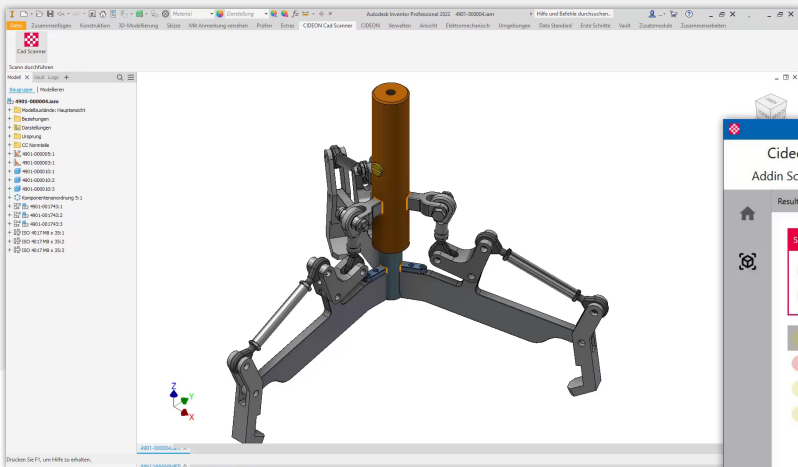 Material
Darstellung
Autodesk Inventor Professional 2022 4901-000004.iam
Hilfe und Befehle durchsuchen...
Datei Zusammenfügen Konstruktion 3D-Modellierung Skizze Mit Anmerkung versehen Prüfen Extras CIDEON Cad Scanner CIDEON Verwalten Ansicht Elektromechanisch Umgebungen Data Standard Erste Schritte Vault Zusatzmodule Zusammenarbeiten
Cad Scanner
Scann durchführen
Modell × Vault Logic +
Baugruppe | Modellieren
4901-000004.iam
Modellzustände: Hauptansicht
Beziehungen
Darstellungen
Ursprung
CC Normteile
4901-000005:1
4901-000003:1
4901-000010:1
4901-000010:2
4901-000010:3
Komponentenanordnung 5:1
4901-001743:1
4901-001743:2
4901-001743:3
ISO 4017 M8 x 35:1
ISO 4017 M8 x 35:2
ISO 4017 M8 x 35:3
Z
Y
X
Cideo
Addin Sc
Result
S
4901-000004.iam ×
Drücken Sie F1, um Hilfe zu erhalten.